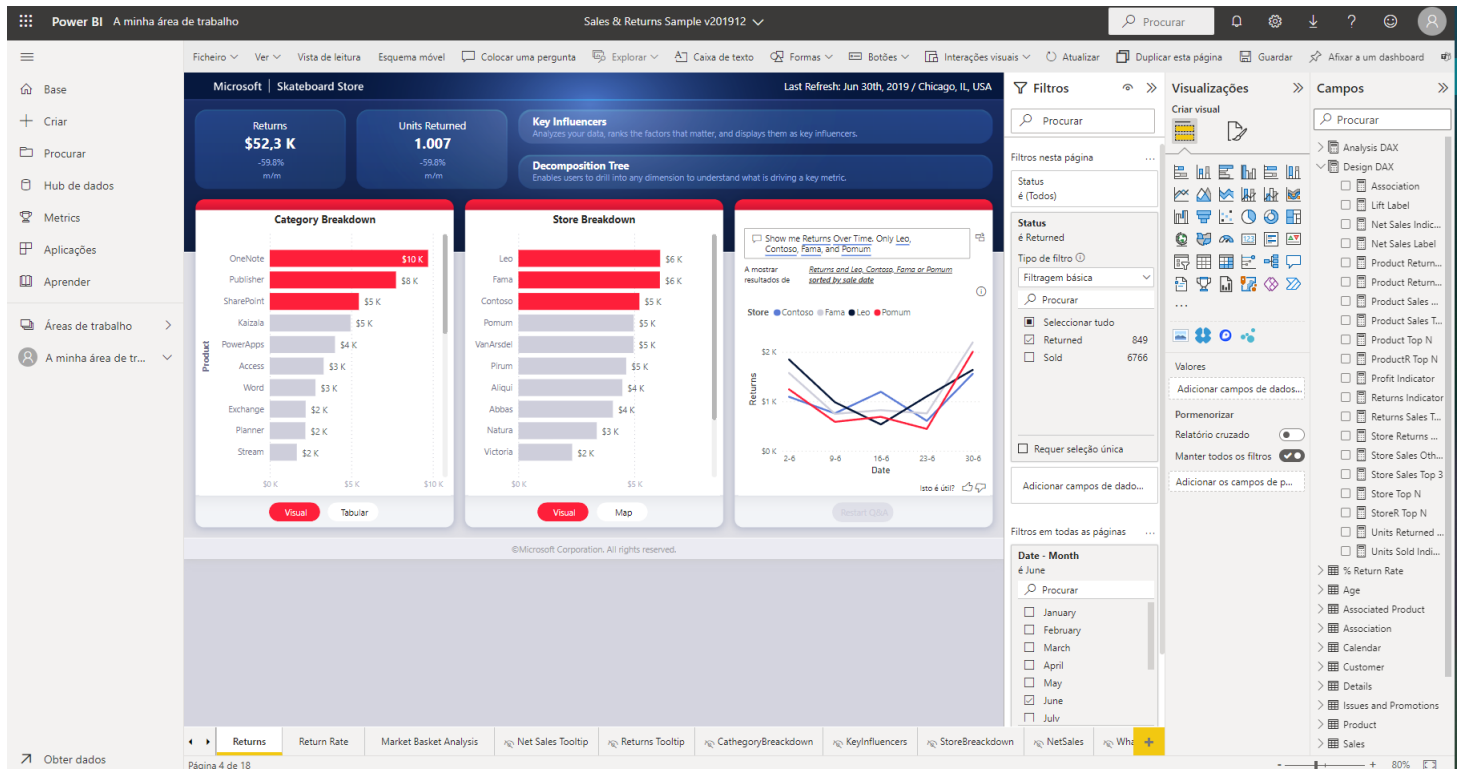 Power BI A minha área de trabalho
Sales & Returns Sample v201912
Procurar
Ficheiro Ver Vista de leitura Esquema móvel Colocar uma pergunta Explorar Caixa de texto Formas Botões Interações visuais Atualizar Duplicar esta página Guardar Afixar a um dashboard
Base
Criar
Procurar
Hub de dados
Metrics
Aplicações
Aprender
Áreas de trabalho
A minha área de tr...
Obter dados
Microsoft | Skateboard Store
Last Refresh: Jun 30th, 2019 / Chicago, IL, USA
Returns
$52,3 K
-59.8%
m/m
Units Returned
1.007
-59.8%
m/m
Key Influencers
Analyzes your data, ranks the factors that matter, and displays them as key influencers.
Decomposition Tree
Enables users to drill into any dimension to understand what is driving a key metric.
Category Breakdown
Product
OneNote $10 K
Publisher $8 K
SharePoint $5 K
Kaizala $5 K
PowerApps $4 K
Access $3 K
Word $3 K
Exchange $2 K
Planner $2 K
Stream $2 K
$0 K $5 K $10 K
Visual Tabular
Store Breakdown
Leo $6 K
Fama $6 K
Contoso $5 K
Pomum $5 K
VanArsdel $5 K
Pirum $5 K
Aliqui $4 K
Abbas $4 K
Natura $3 K
Victoria $2 K
$0 K $5 K
Visual Map
Show me Returns Over Time. Only Leo,
Contoso, Fama, and Pomum
A mostrar
resultados de
Returns and Leo, Contoso, Fama or Pomum
sorted by sale date
Store Contoso Fama Leo Pomum
Returns
$2 K
$1 K
$0 K
2-6 9-6 16-6 23-6 30-6
Date
Isto é útil?
Restart Q&A
©Microsoft Corporation. All rights reserved.
Filtros
Procurar
Filtros nesta página ...
Status
é (Todos)
Status
é Returned
Tipo de filtro
Filtragem básica
Procurar
Seleccionar tudo
Returned 849
Sold 6766
Requer seleção única
Adicionar campos de dado...
Filtros em todas as páginas ...
Date - Month
é June
Procurar
January
February
March
April
May
June
July
Visualizações
Criar visual
...
Valores
Adicionar campos de dados...
Pormenorizar
Relatório cruzado
Manter todos os filtros
Adicionar os campos de p...
Campos
Procurar
Analysis DAX
Design DAX
Association
Lift Label
Net Sales Indic...
Net Sales Label
Product Return...
Product Return...
Product Sales ...
Product Sales T...
Product Top N
ProductR Top N
Profit Indicator
Returns Indicator
Returns Sales T...
Store Returns ...
Store Sales Oth...
Store Sales Top 3
Store Top N
StoreR Top N
Units Returned ...
Units Sold Indi...
% Return Rate
Age
Associated Product
Association
Calendar
Customer
Details
Issues and Promotions
Product
Sales
Returns Return Rate Market Basket Analysis Net Sales Tooltip Returns Tooltip CathegoryBreakdown KeyInfluencers StoreBreakdown NetSales Wha
Página 4 de 18
- + 80%